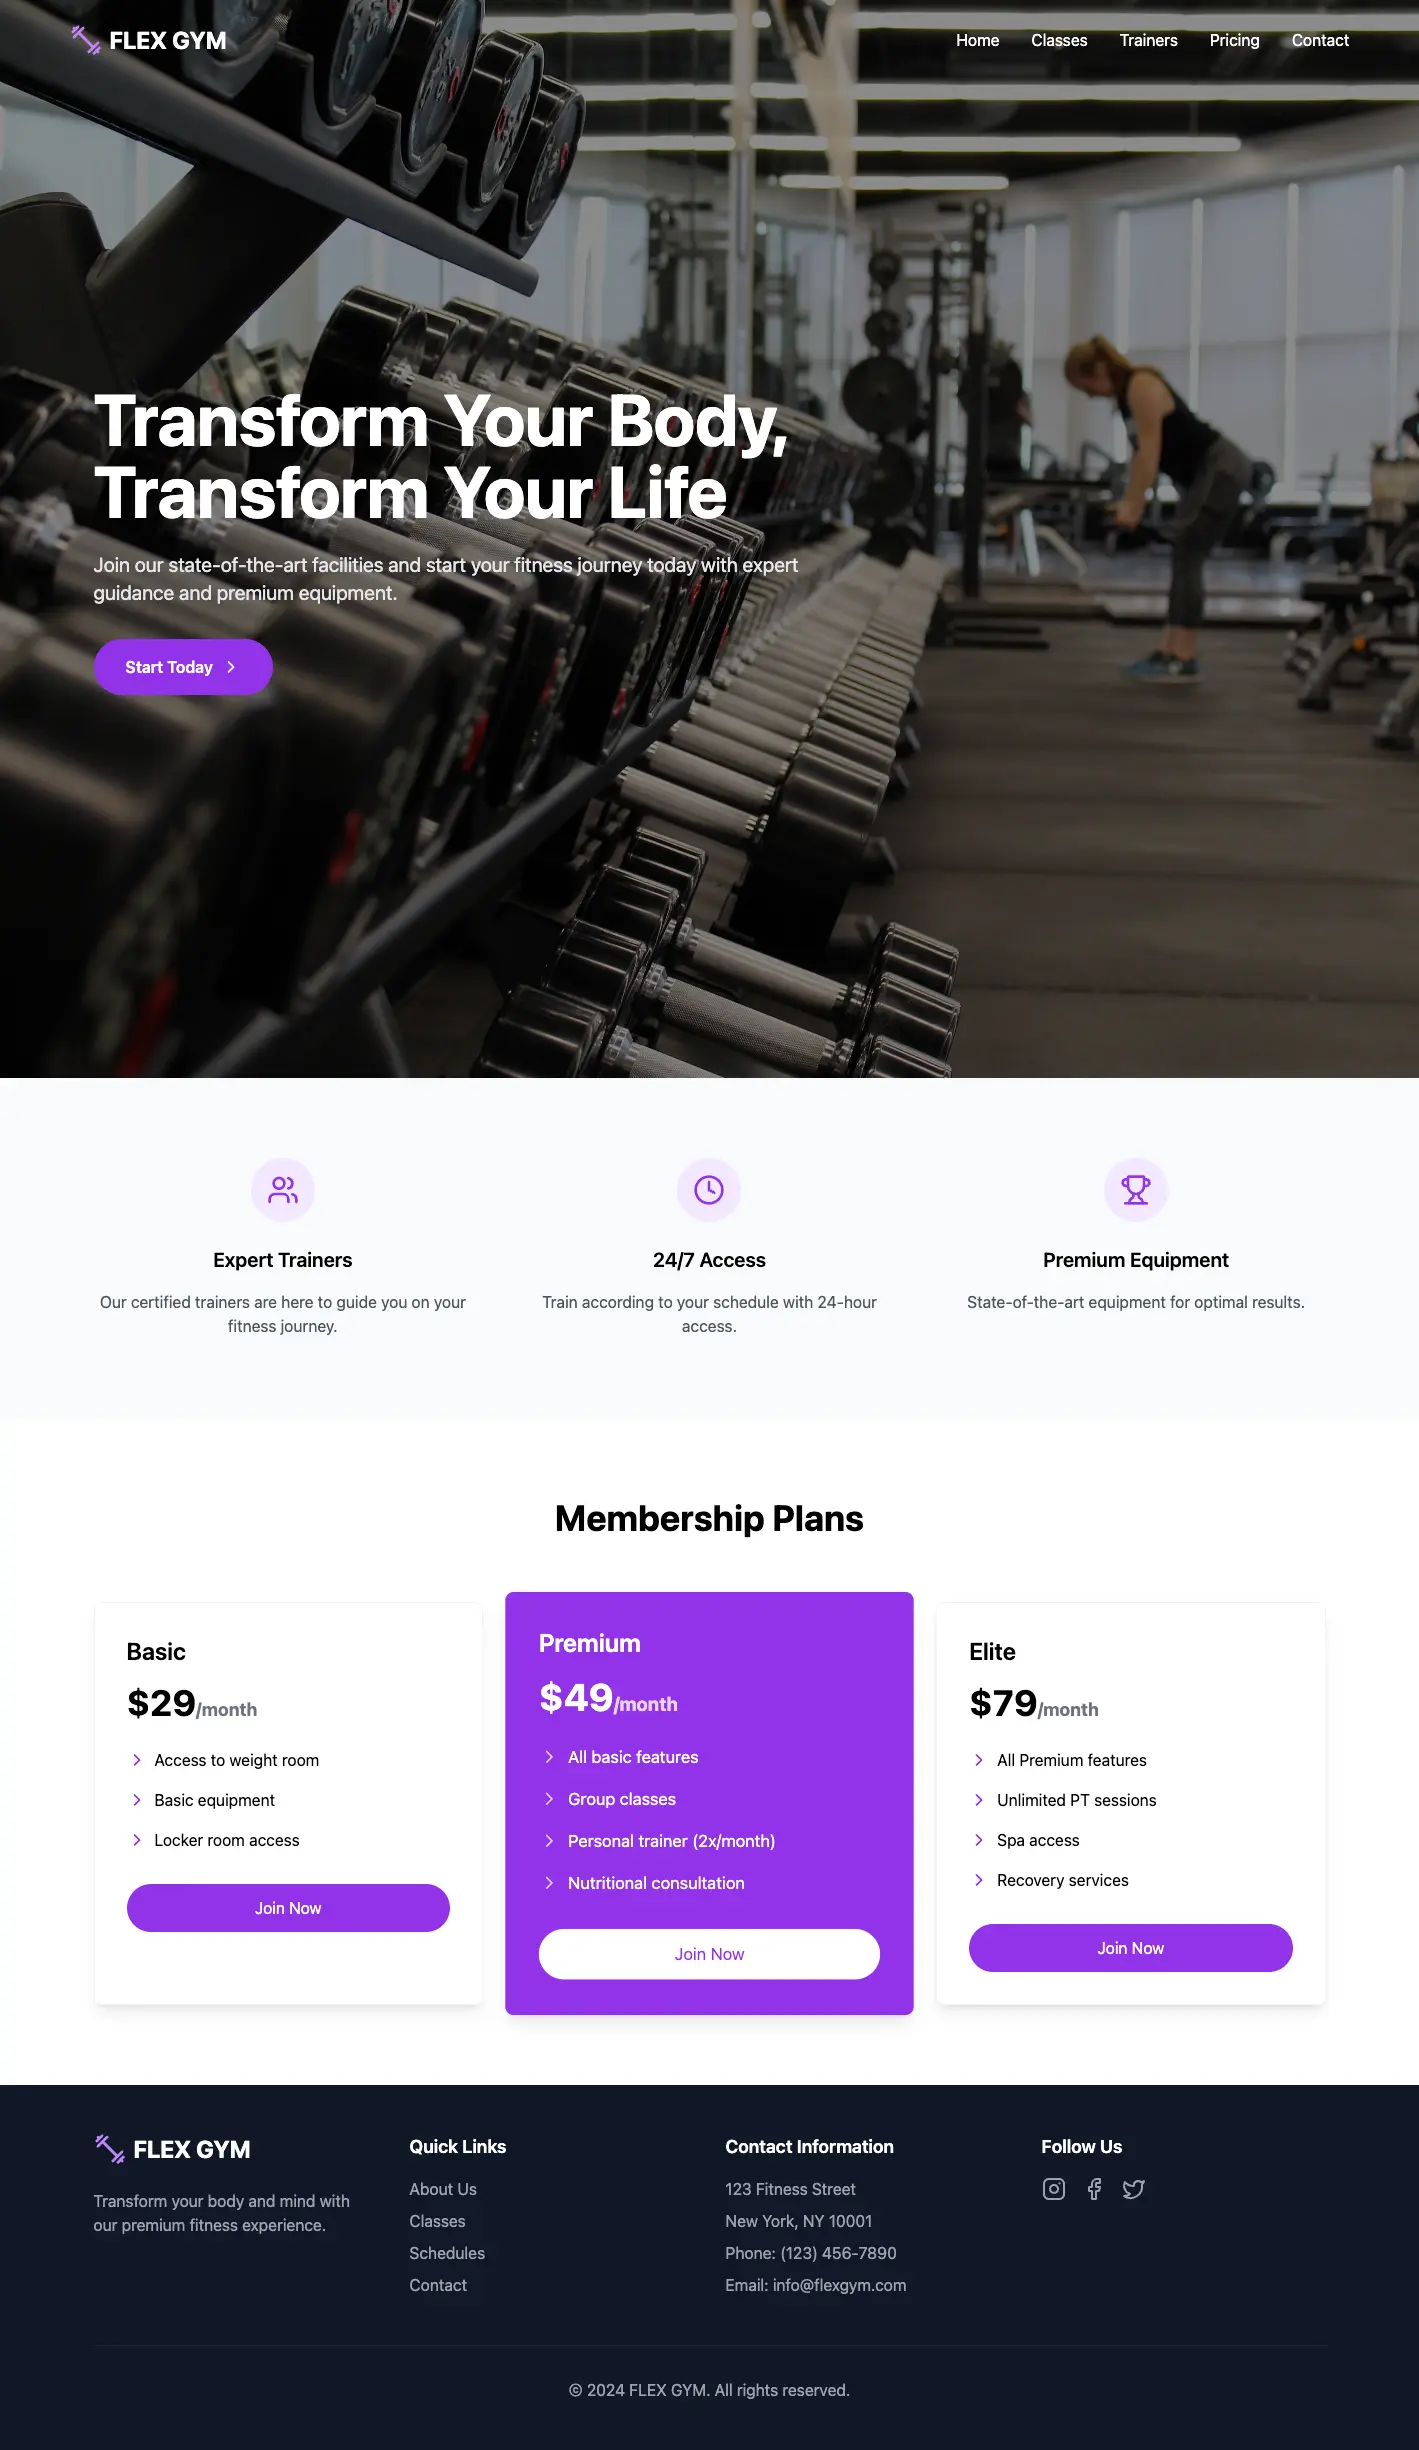 FLEX GYM
Home
Classes
Trainers
Pricing
Contact
Transform Your Body,
Transform Your Life
Join our state-of-the-art facilities and start your fitness journey today with expert
guidance and premium equipment.
Start Today
Expert Trainers
Our certified trainers are here to guide you on your
fitness journey.
24/7 Access
Train according to your schedule with 24-hour
access.
Premium Equipment
State-of-the-art equipment for optimal results.
Membership Plans
Basic
$29/month
Access to weight room
Basic equipment
Locker room access
Join Now
Premium
$49/month
All basic features
Group classes
Personal trainer (2x/month)
Nutritional consultation
Join Now
Elite
$79/month
All Premium features
Unlimited PT sessions
Spa access
Recovery services
Join Now
FLEX GYM
Transform your body and mind with
our premium fitness experience.
Quick Links
About Us
Classes
Schedules
Contact
Contact Information
123 Fitness Street
New York, NY 10001
Phone: (123) 456-7890
Email: info@flexgym.com
Follow Us
© 2024 FLEX GYM. All rights reserved.